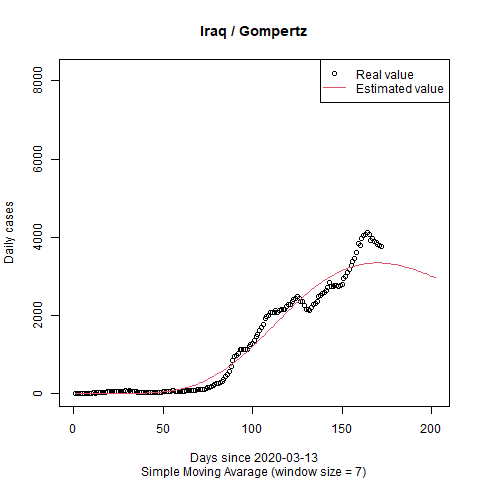 Iraq / Gompertz
Real value
Estimated value
Daily cases
0
2000
4000
6000
8000
0
50
100
150
200
Days since 2020-03-13
Simple Moving Avarage (window size = 7)